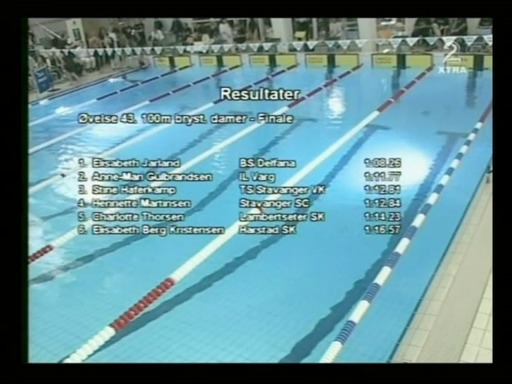 2
XTRA
Resultater
Øvelse 43, 100m bryst, damer - Finale
1. Elisabeth Jarland BS Delfana 1:08.25
2. Anne-Mari Gulbrandsen IL Varg 1:11.77
3. Stine Haferkamp TS Stavanger VK 1:12.81
4. Henriette Martinsen Stavanger SC 1:12.84
5. Charlotte Thorsen Lambertseter SK 1:14.23
6. Elisabeth Berg Kristensen Harstad SK 1:16.57